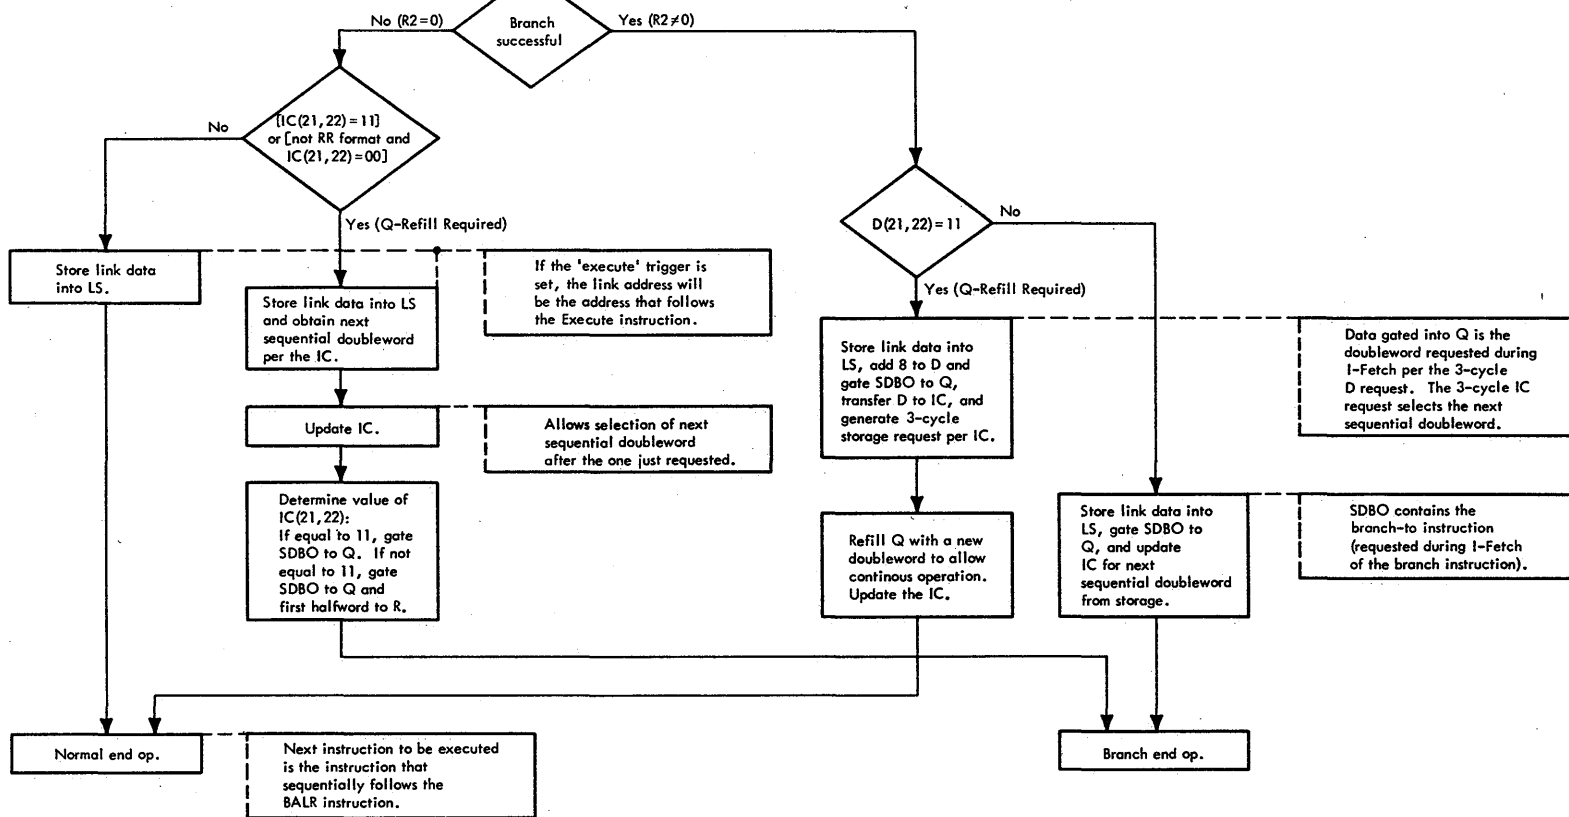 No (R2=0)
Branch
successful
Yes (R2≠0)
No
[IC(21,22)=11]
or [not RR format and
IC(21,22)=00]
Yes (Q-Refill Required)
D(21,22)=11
No
Yes (Q-Refill Required)
Store link data
into LS.
Store link data into LS
and obtain next
sequential doubleword
per the IC.
If the 'execute' trigger is
set, the link address will
be the address that follows
the Execute instruction.
Store link data into
LS, add 8 to D and
gate SDBO to Q,
transfer D to IC, and
generate 3-cycle
storage request per IC.
Data gated into Q is the
doubleword requested during
I-Fetch per the 3-cycle
D request. The 3-cycle IC
request selects the next
sequential doubleword.
Update IC.
Allows selection of next
sequential doubleword
after the one just requested.
Determine value of
IC(21,22):
If equal to 11, gate
SDBO to Q. If not
equal to 11, gate
SDBO to Q and
first halfword to R.
Refill Q with a new
doubleword to allow
continous operation.
Update the IC.
Store link data into
LS, gate SDBO to
Q, and update
IC for next
sequential doubleword
from storage.
SDBO contains the
branch-to instruction
(requested during I-Fetch
of the branch instruction).
Normal end op.
Next instruction to be executed
is the instruction that
sequentially follows the
BALR instruction.
Branch end op.